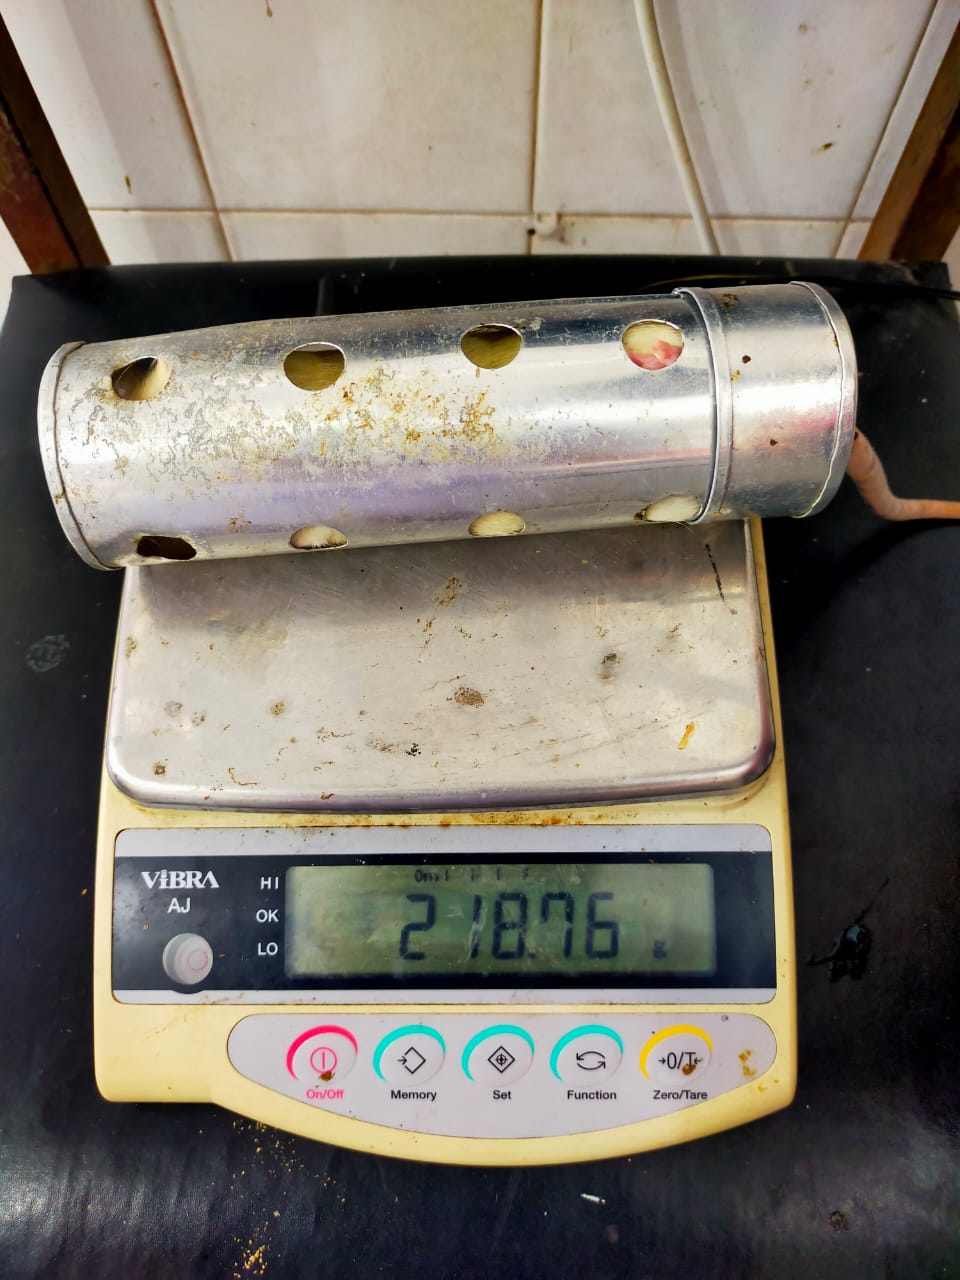 ViBRA
AJ
HI
OK
LO
218.76 g
On/Off
Memory
Set
Function
→0/T←
Zero/Tare